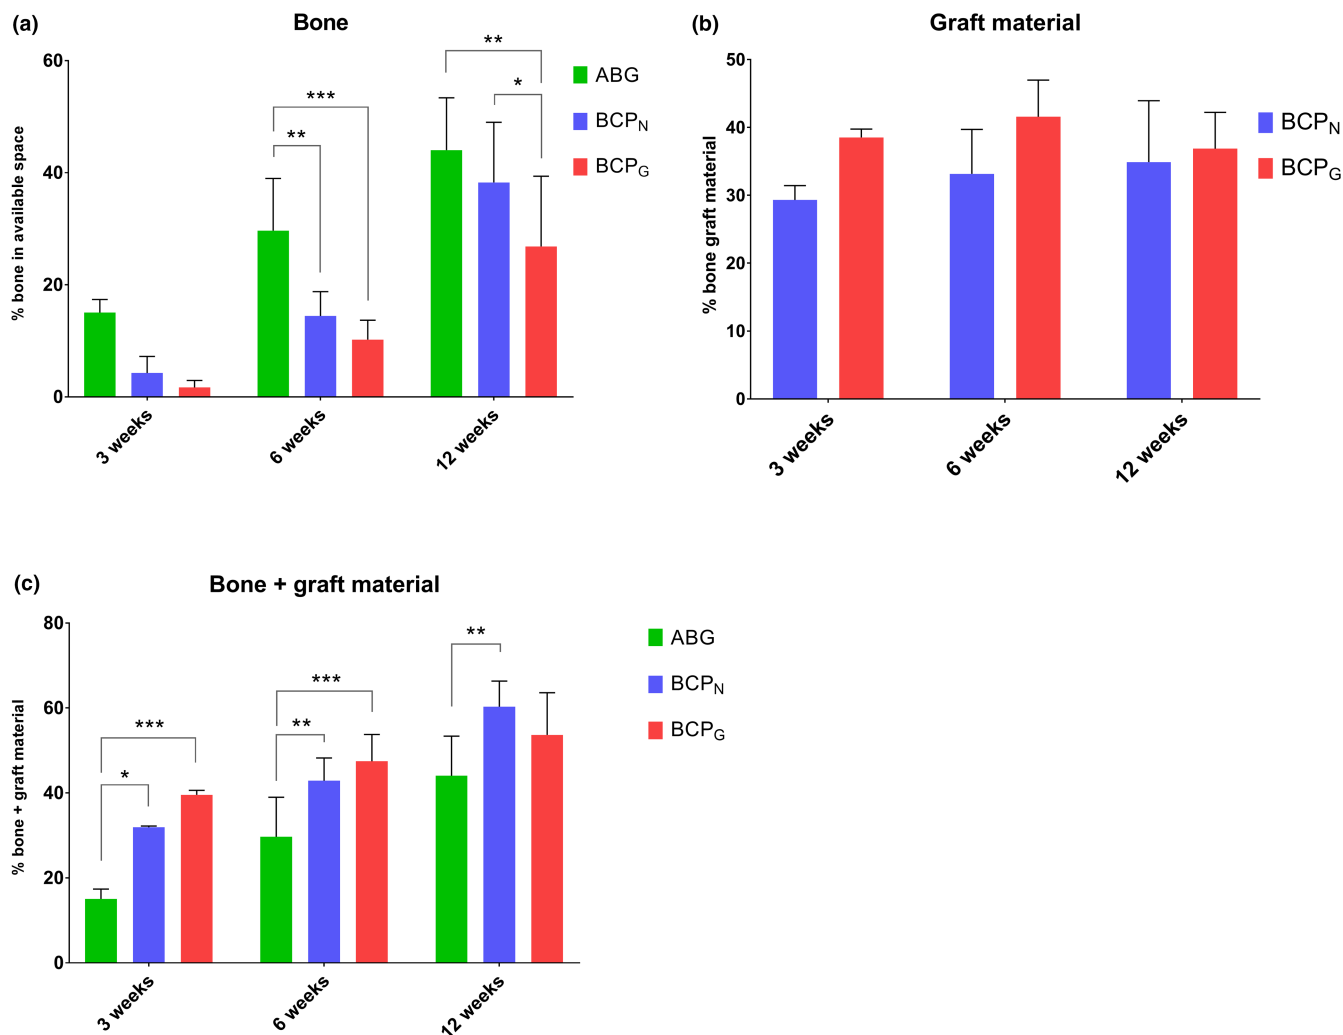 (a)
Bone
% bone in available space
60
40
20
0
**
*
***
**
3 weeks
6 weeks
12 weeks
ABG
BCPN
BCPG
(b)
Graft material
% bone graft material
50
40
30
20
10
0
3 weeks
6 weeks
12 weeks
BCPN
BCPG
(c)
Bone + graft material
% bone + graft material
80
60
40
20
0
***
*
***
**
**
3 weeks
6 weeks
12 weeks
ABG
BCPN
BCPG